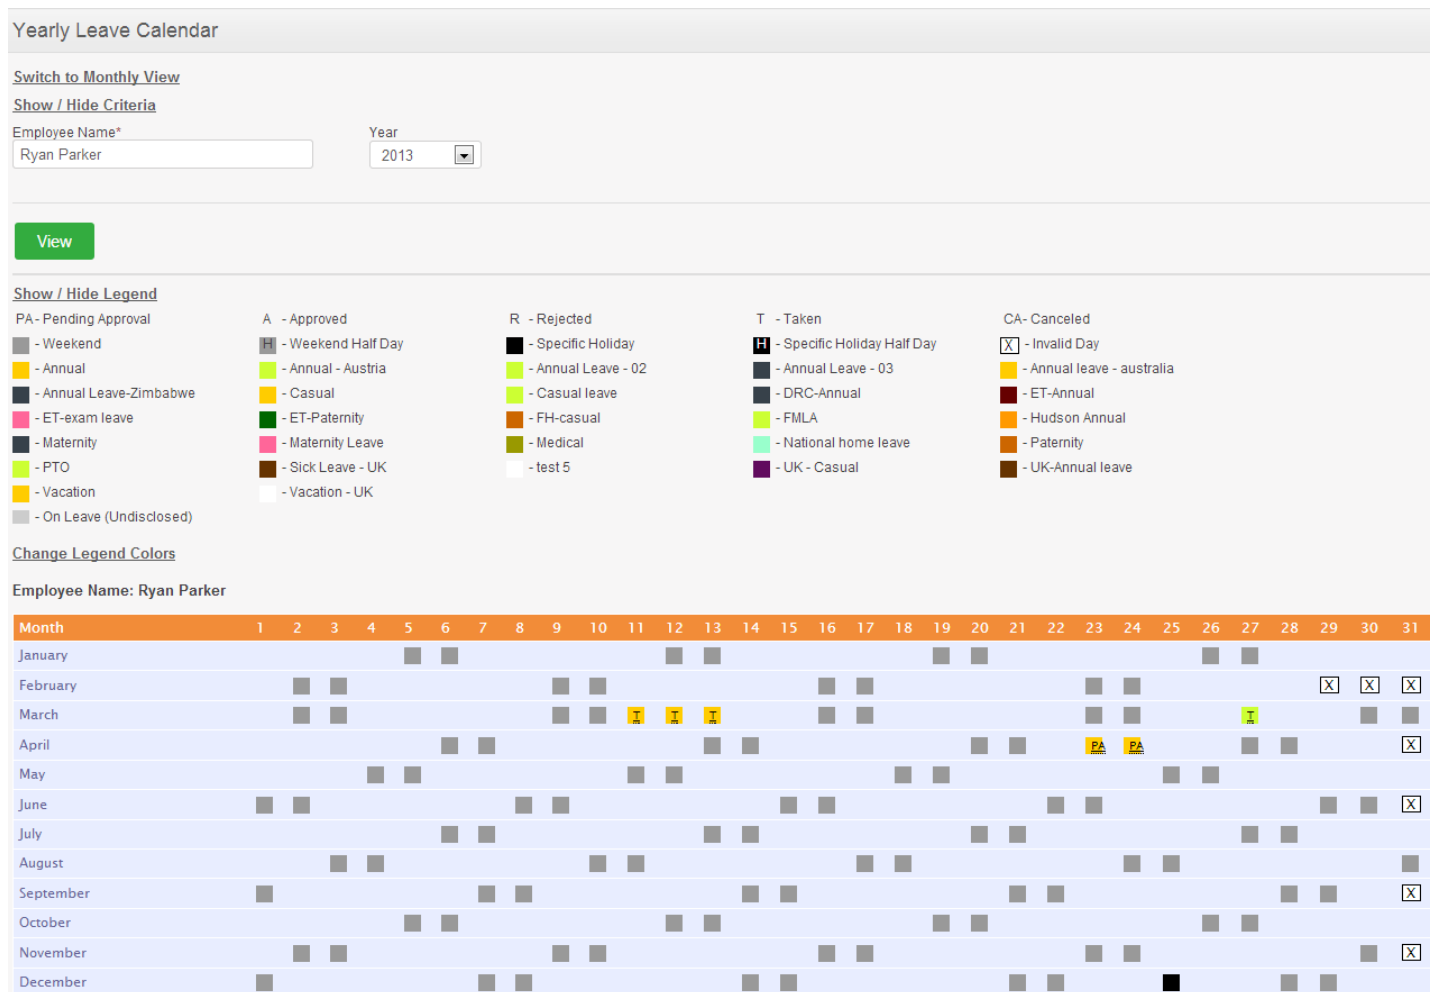 Yearly Leave Calendar
Switch to Monthly View
Show / Hide Criteria
Employee Name* Year
Ryan Parker 2013
View
Show / Hide Legend
PA- Pending Approval A - Approved R - Rejected T - Taken CA- Canceled
- Weekend H - Weekend Half Day - Specific Holiday H - Specific Holiday Half Day X - Invalid Day
- Annual - Annual - Austria - Annual Leave - 02 - Annual Leave - 03 - Annual leave - australia
- Annual Leave-Zimbabwe - Casual - Casual leave - DRC-Annual - ET-Annual
- ET-exam leave - ET-Paternity - FH-casual - FMLA - Hudson Annual
- Maternity - Maternity Leave - Medical - National home leave - Paternity
- PTO - Sick Leave - UK - test 5 - UK - Casual - UK-Annual leave
- Vacation - Vacation - UK
- On Leave (Undisclosed)
Change Legend Colors
Employee Name: Ryan Parker
Month 1 2 3 4 5 6 7 8 9 10 11 12 13 14 15 16 17 18 19 20 21 22 23 24 25 26 27 28 29 30 31
January
February X X X
March T T T T
April PA PA X
May
June X
July
August
September X
October
November X
December